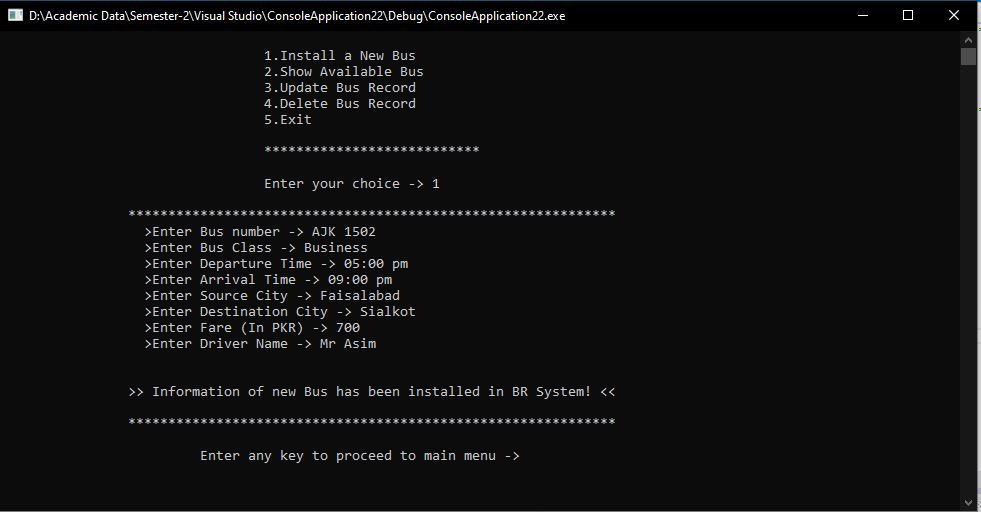 D:\Academic Data\Semester-2\Visual Studio\ConsoleApplication22\Debug\ConsoleApplication22.exe
1.Install a New Bus
2.Show Available Bus
3.Update Bus Record
4.Delete Bus Record
5.Exit
***************************
Enter your choice -> 1
*************************************************************
>Enter Bus number -> AJK 1502
>Enter Bus Class -> Business
>Enter Departure Time -> 05:00 pm
>Enter Arrival Time -> 09:00 pm
>Enter Source City -> Faisalabad
>Enter Destination City -> Sialkot
>Enter Fare (In PKR) -> 700
>Enter Driver Name -> Mr Asim
>> Information of new Bus has been installed in BR System! <<
*************************************************************
Enter any key to proceed to main menu ->